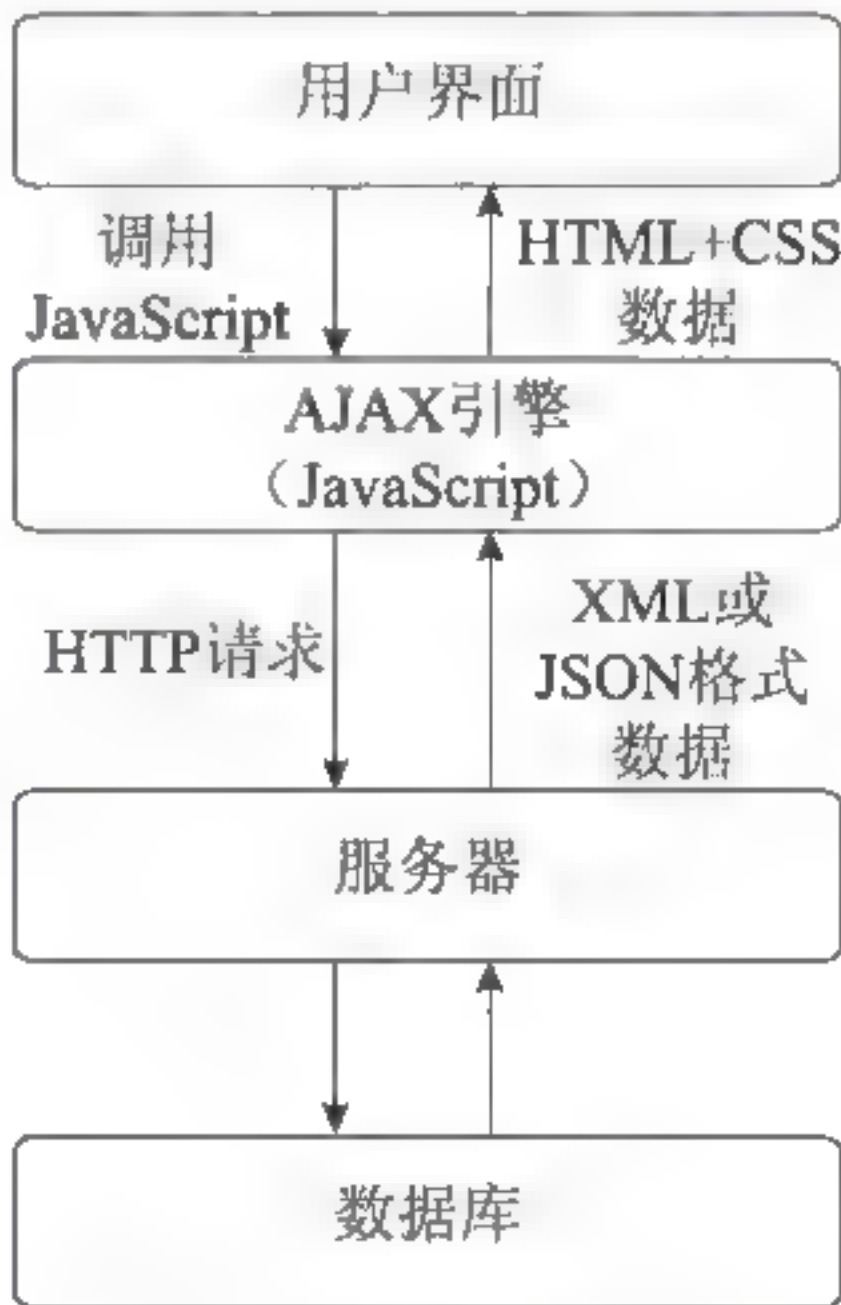 用户界面
调用
JavaScript
HTML+CSS
数据
AJAX引擎
（JavaScript）
HTTP请求
XML或
JSON格式
数据
服务器
数据库